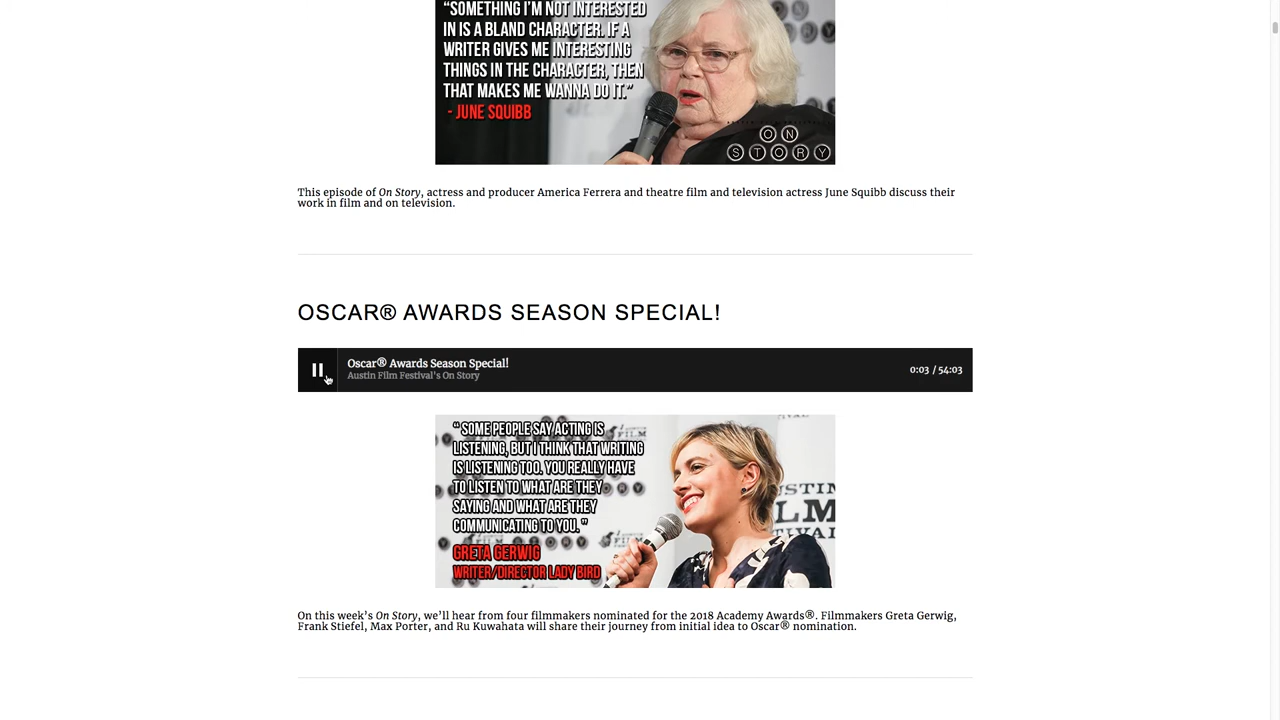 “SOMETHING I’M NOT INTERESTED
IN IS A BLAND CHARACTER. IF A
WRITER GIVES ME INTERESTING
THINGS IN THE CHARACTER, THEN
THAT MAKES ME WANNA DO IT.”
- JUNE SQUIBB
ON
STORY
This episode of On Story, actress and producer America Ferrera and theatre film and television actress June Squibb discuss their
work in film and on television.
OSCAR® AWARDS SEASON SPECIAL!
Oscar® Awards Season Special!
Austin Film Festival's On Story
0:03 / 54:03
“SOME PEOPLE SAY ACTING IS
LISTENING, BUT I THINK THAT WRITING
IS LISTENING TOO. YOU REALLY HAVE
TO LISTEN TO WHAT ARE THEY
SAYING AND WHAT ARE THEY
COMMUNICATING TO YOU.”
GRETA GERWIG
WRITER/DIRECTOR LADY BIRD
On this week’s On Story, we’ll hear from four filmmakers nominated for the 2018 Academy Awards®. Filmmakers Greta Gerwig,
Frank Stiefel, Max Porter, and Ru Kuwahata will share their journey from initial idea to Oscar® nomination.